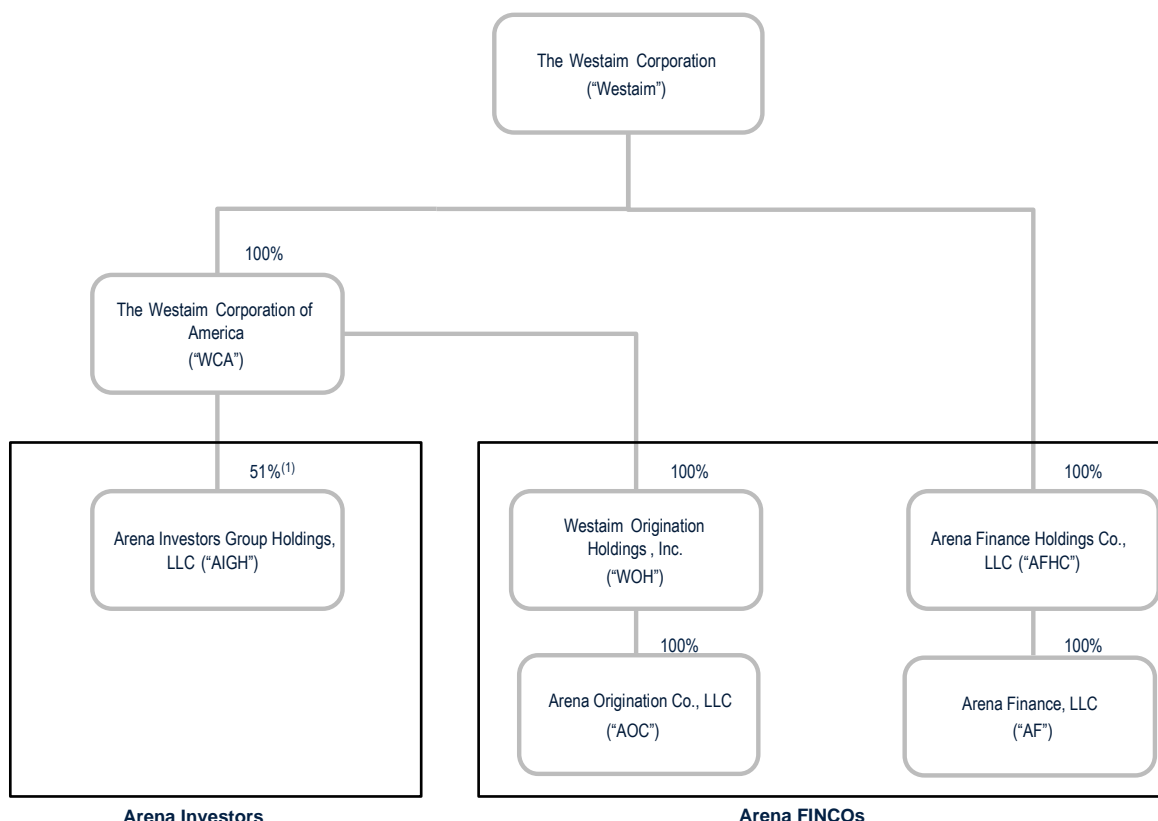 The Westaim Corporation
(“Westaim”)
100%
The Westaim Corporation of
America
(“WCA”)
51%(1)
100%
100%
Arena Investors Group Holdings,
LLC (“AIGH”)
Westaim Origination
Holdings , Inc.
(“WOH”)
Arena Finance Holdings Co.,
LLC (“AFHC”)
100%
100%
Arena Origination Co., LLC
(“AOC”)
Arena Finance, LLC
(“AF”)
Arena Investors
Arena FINCOs